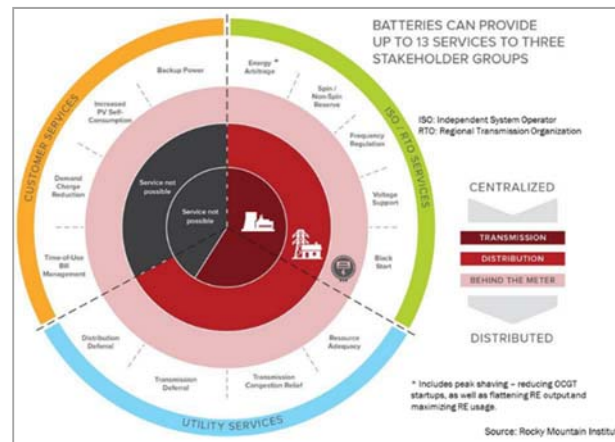 BATTERIES CAN PROVIDE
UP TO 13 SERVICES TO THREE
STAKEHOLDER GROUPS
ISO: Independent System Operator
RTO: Regional Transmission Organization
CUSTOMER SERVICES
ISO / RTO SERVICES
UTILITY SERVICES
Backup Power
Energy *
Arbitrage
Increased
PV Self-
Consumption
Spin /
Non-Spin
Reserve
Frequency
Regulation
Demand
Charge
Reduction
Voltage
Support
Time-of-Use
Bill
Management
Black
Start
Distribution
Deferral
Transmission
Deferral
Transmission
Congestion Relief
Resource
Adequacy
Service not
possible
Service not
possible
CENTRALIZED
TRANSMISSION
DISTRIBUTION
BEHIND THE METER
DISTRIBUTED
* Includes peak shaving – reducing OCGT
startups, as well as flattening RE output and
maximizing RE usage.
Source: Rocky Mountain Institu